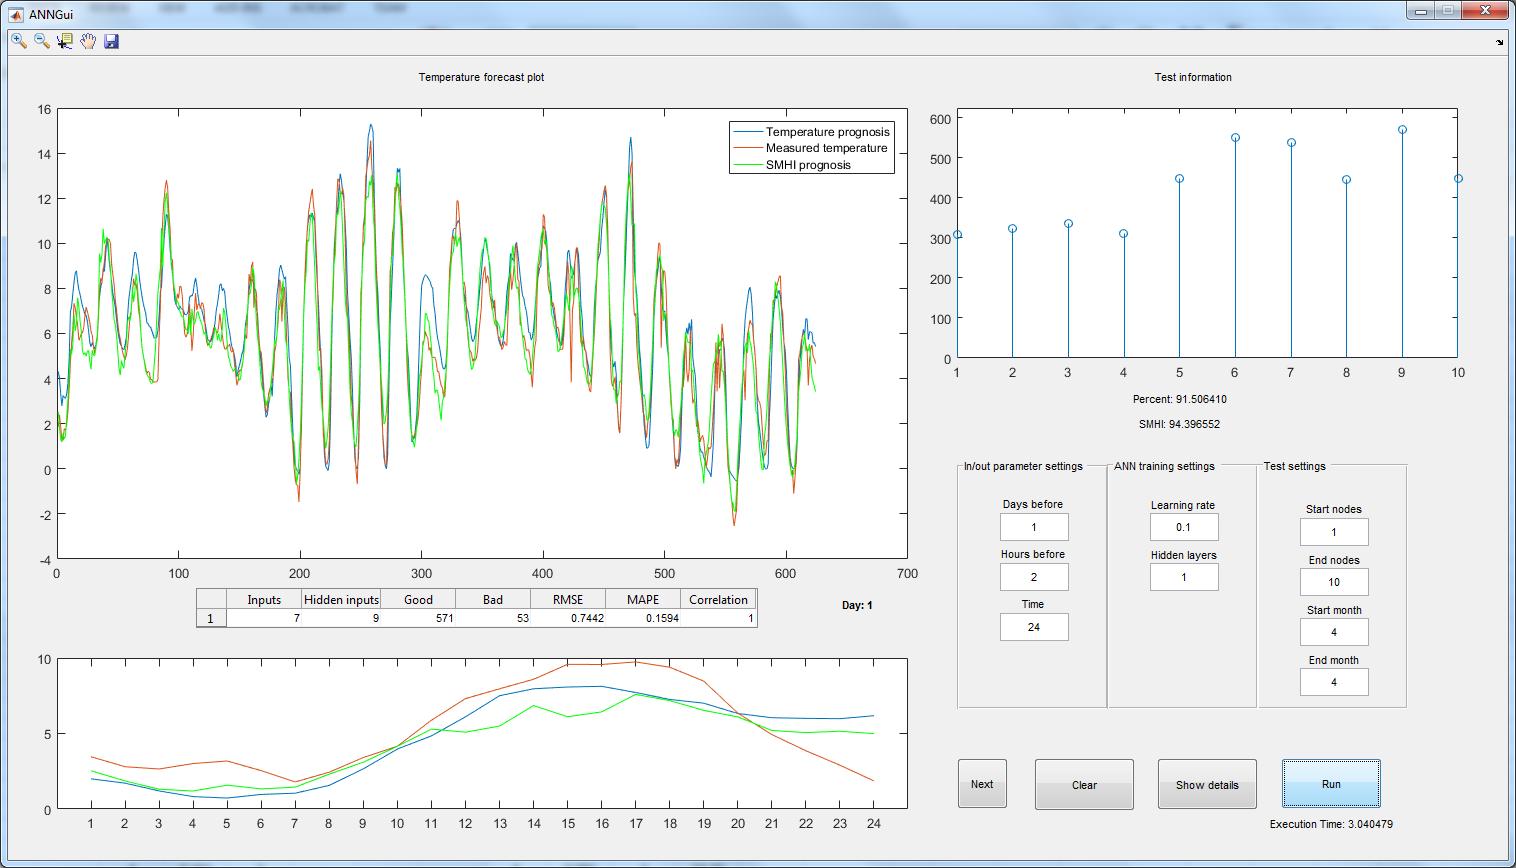 ANNGui
Temperature forecast plot
16
14
12
10
8
6
4
2
0
-2
-4
0 100 200 300 400 500 600 700
Temperature prognosis
Measured temperature
SMHI prognosis
Inputs Hidden inputs Good Bad RMSE MAPE Correlation
1 7 9 571 53 0.7442 0.1594 1
Day: 1
10
5
0
1 2 3 4 5 6 7 8 9 10 11 12 13 14 15 16 17 18 19 20 21 22 23 24
Test information
600
500
400
300
200
100
0
1 2 3 4 5 6 7 8 9 10
Percent: 91.506410
SMHI: 94.396552
In/out parameter settings
Days before
1
Hours before
2
Time
24
ANN training settings
Learning rate
0.1
Hidden layers
1
Test settings
Start nodes
1
End nodes
10
Start month
4
End month
4
Next Clear Show details Run
Execution Time: 3.040479